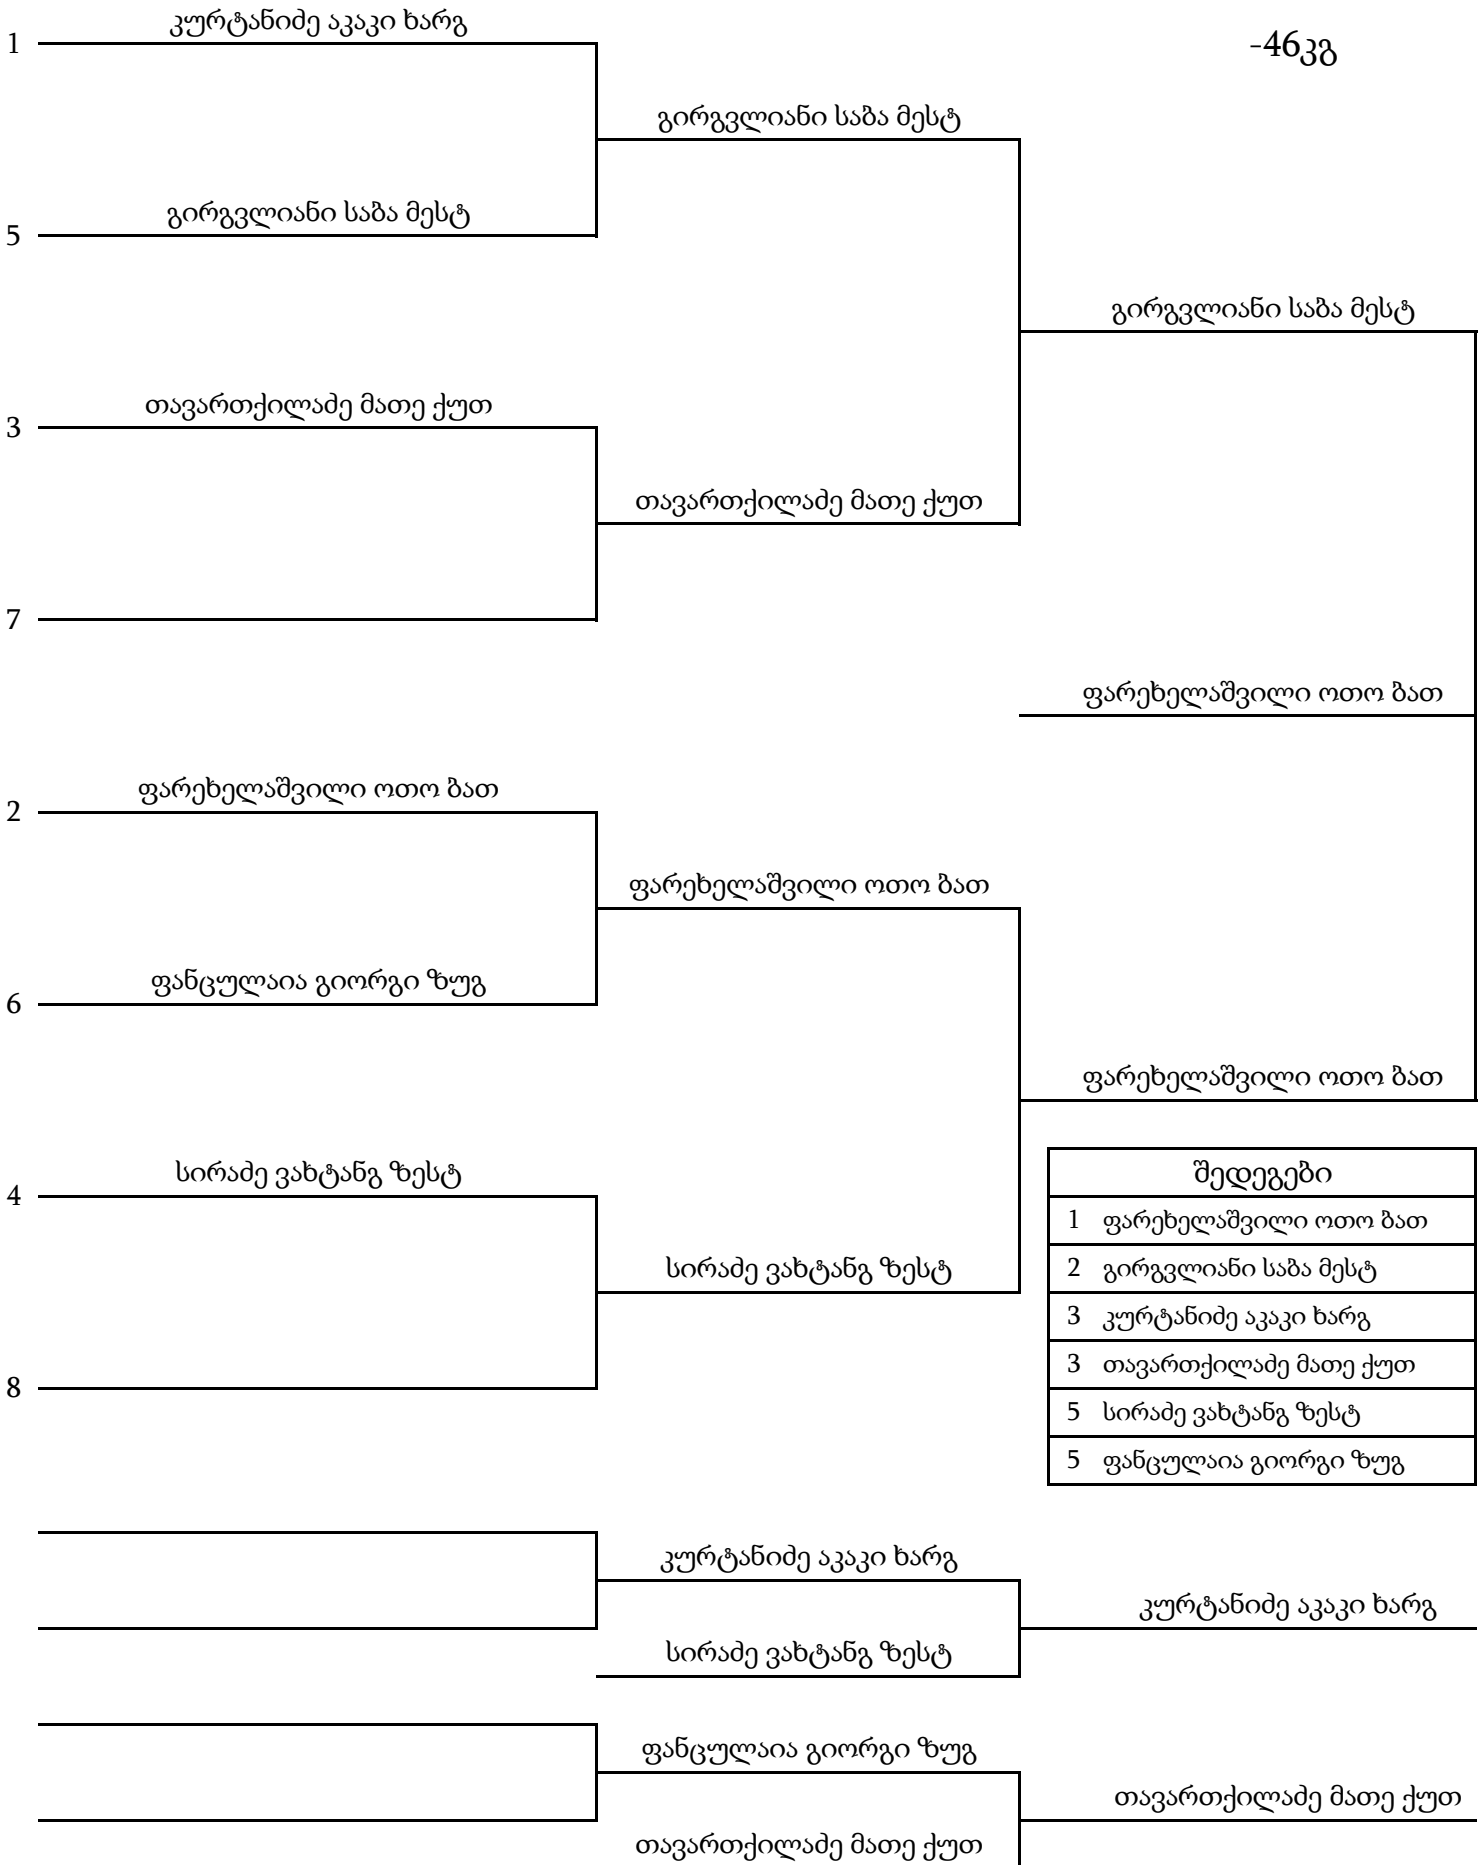 კურტანიძე აკაკი ხარგ
1
-46კგ
გირგვლიანი საბა მესტ
გირგვლიანი საბა მესტ
5
გირგვლიანი საბა მესტ
თავართქილაძე მათე ქუთ
3
თავართქილაძე მათე ქუთ
7
ფარეხელაშვილი ოთო ბათ
ფარეხელაშვილი ოთო ბათ
2
ფარეხელაშვილი ოთო ბათ
ფანცულაია გიორგი ზუგ
6
ფარეხელაშვილი ოთო ბათ
სირაძე ვახტანგ ზესტ
4
სირაძე ვახტანგ ზესტ
8
შედეგები
1 ფარეხელაშვილი ოთო ბათ
2 გირგვლიანი საბა მესტ
3 კურტანიძე აკაკი ხარგ
3 თავართქილაძე მათე ქუთ
5 სირაძე ვახტანგ ზესტ
5 ფანცულაია გიორგი ზუგ
კურტანიძე აკაკი ხარგ
კურტანიძე აკაკი ხარგ
სირაძე ვახტანგ ზესტ
ფანცულაია გიორგი ზუგ
თავართქილაძე მათე ქუთ
თავართქილაძე მათე ქუთ